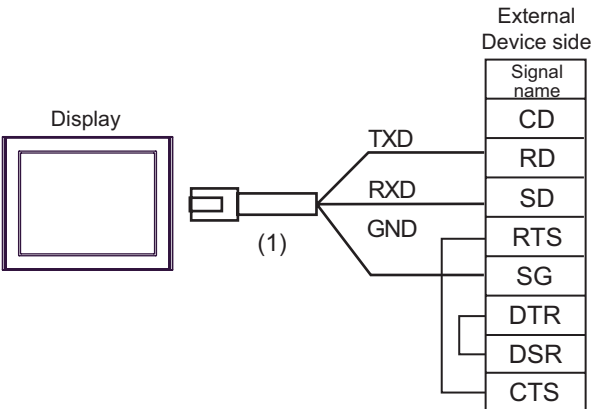 External
Device side
Signal
name
Display
CD
TXD
RD
RXD
SD
GND
RTS
(1)
SG
DTR
DSR
CTS